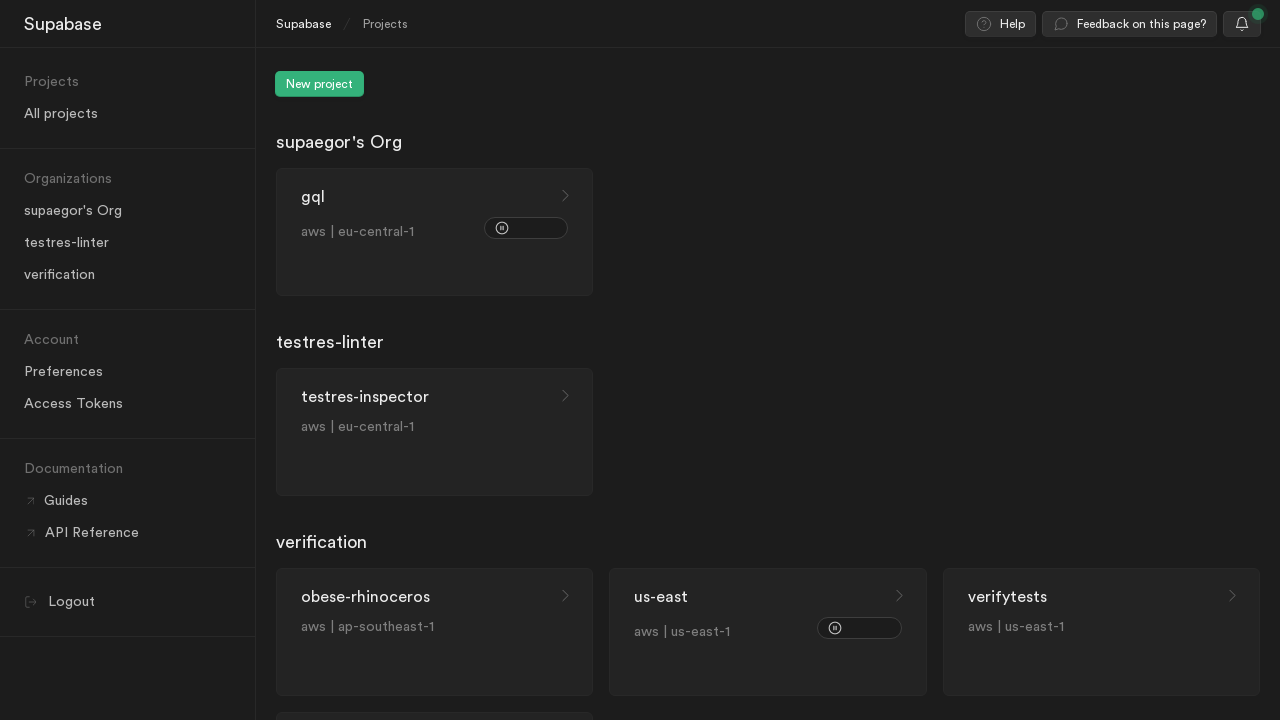 Supabase
Projects
All projects
Organizations
supaegor's Org
testres-linter
verification
Account
Preferences
Access Tokens
Documentation
Guides
API Reference
Logout
Supabase / Projects
Help
Feedback on this page?
New project
supaegor's Org
gql
aws | eu-central-1
testres-linter
testres-inspector
aws | eu-central-1
verification
obese-rhinoceros
aws | ap-southeast-1
us-east
aws | us-east-1
verifytests
aws | us-east-1